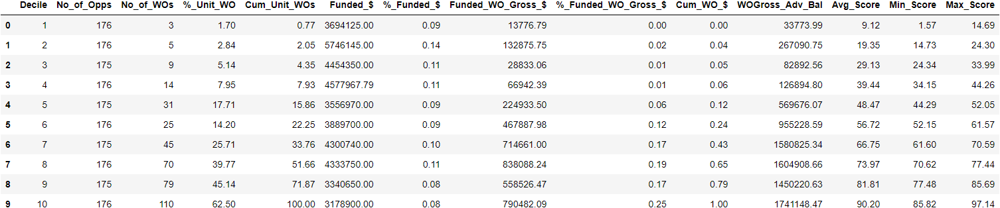 Decile No_of_Opps No_of_WOs %_Unit_WO Cum_Unit_WOs Funded_$ %_Funded_$ Funded_WO_Gross_$ %_Funded_WO_Gross_$ Cum_WO_$ WOGross_Adv_Bal Avg_Score Min_Score Max_Score
0 1 176 3 1.70 0.77 3694125.00 0.09 13776.79 0.00 0.00 33773.99 9.12 1.57 14.69
1 2 176 5 2.84 2.05 5746145.00 0.14 132875.75 0.02 0.04 267090.75 19.35 14.73 24.30
2 3 175 9 5.14 4.35 4454350.00 0.11 28833.06 0.01 0.05 82892.56 29.13 24.34 33.99
3 4 176 14 7.95 7.93 4577967.79 0.11 66942.39 0.01 0.06 126894.80 39.44 34.15 44.26
4 5 175 31 17.71 15.86 3556970.00 0.09 224933.50 0.06 0.12 569676.07 48.47 44.29 52.05
5 6 176 25 14.20 22.25 3889700.00 0.09 467887.98 0.12 0.24 955228.59 56.72 52.15 61.57
6 7 175 45 25.71 33.76 4300740.00 0.10 714661.00 0.17 0.43 1580825.34 66.75 61.60 70.59
7 8 176 70 39.77 51.66 4333750.00 0.11 838088.24 0.19 0.65 1604908.66 73.97 70.62 77.44
8 9 175 79 45.14 71.87 3340650.00 0.08 558526.47 0.17 0.79 1450220.63 81.81 77.48 85.69
9 10 176 110 62.50 100.00 3178900.00 0.08 790482.09 0.25 1.00 1741148.47 90.20 85.82 97.14